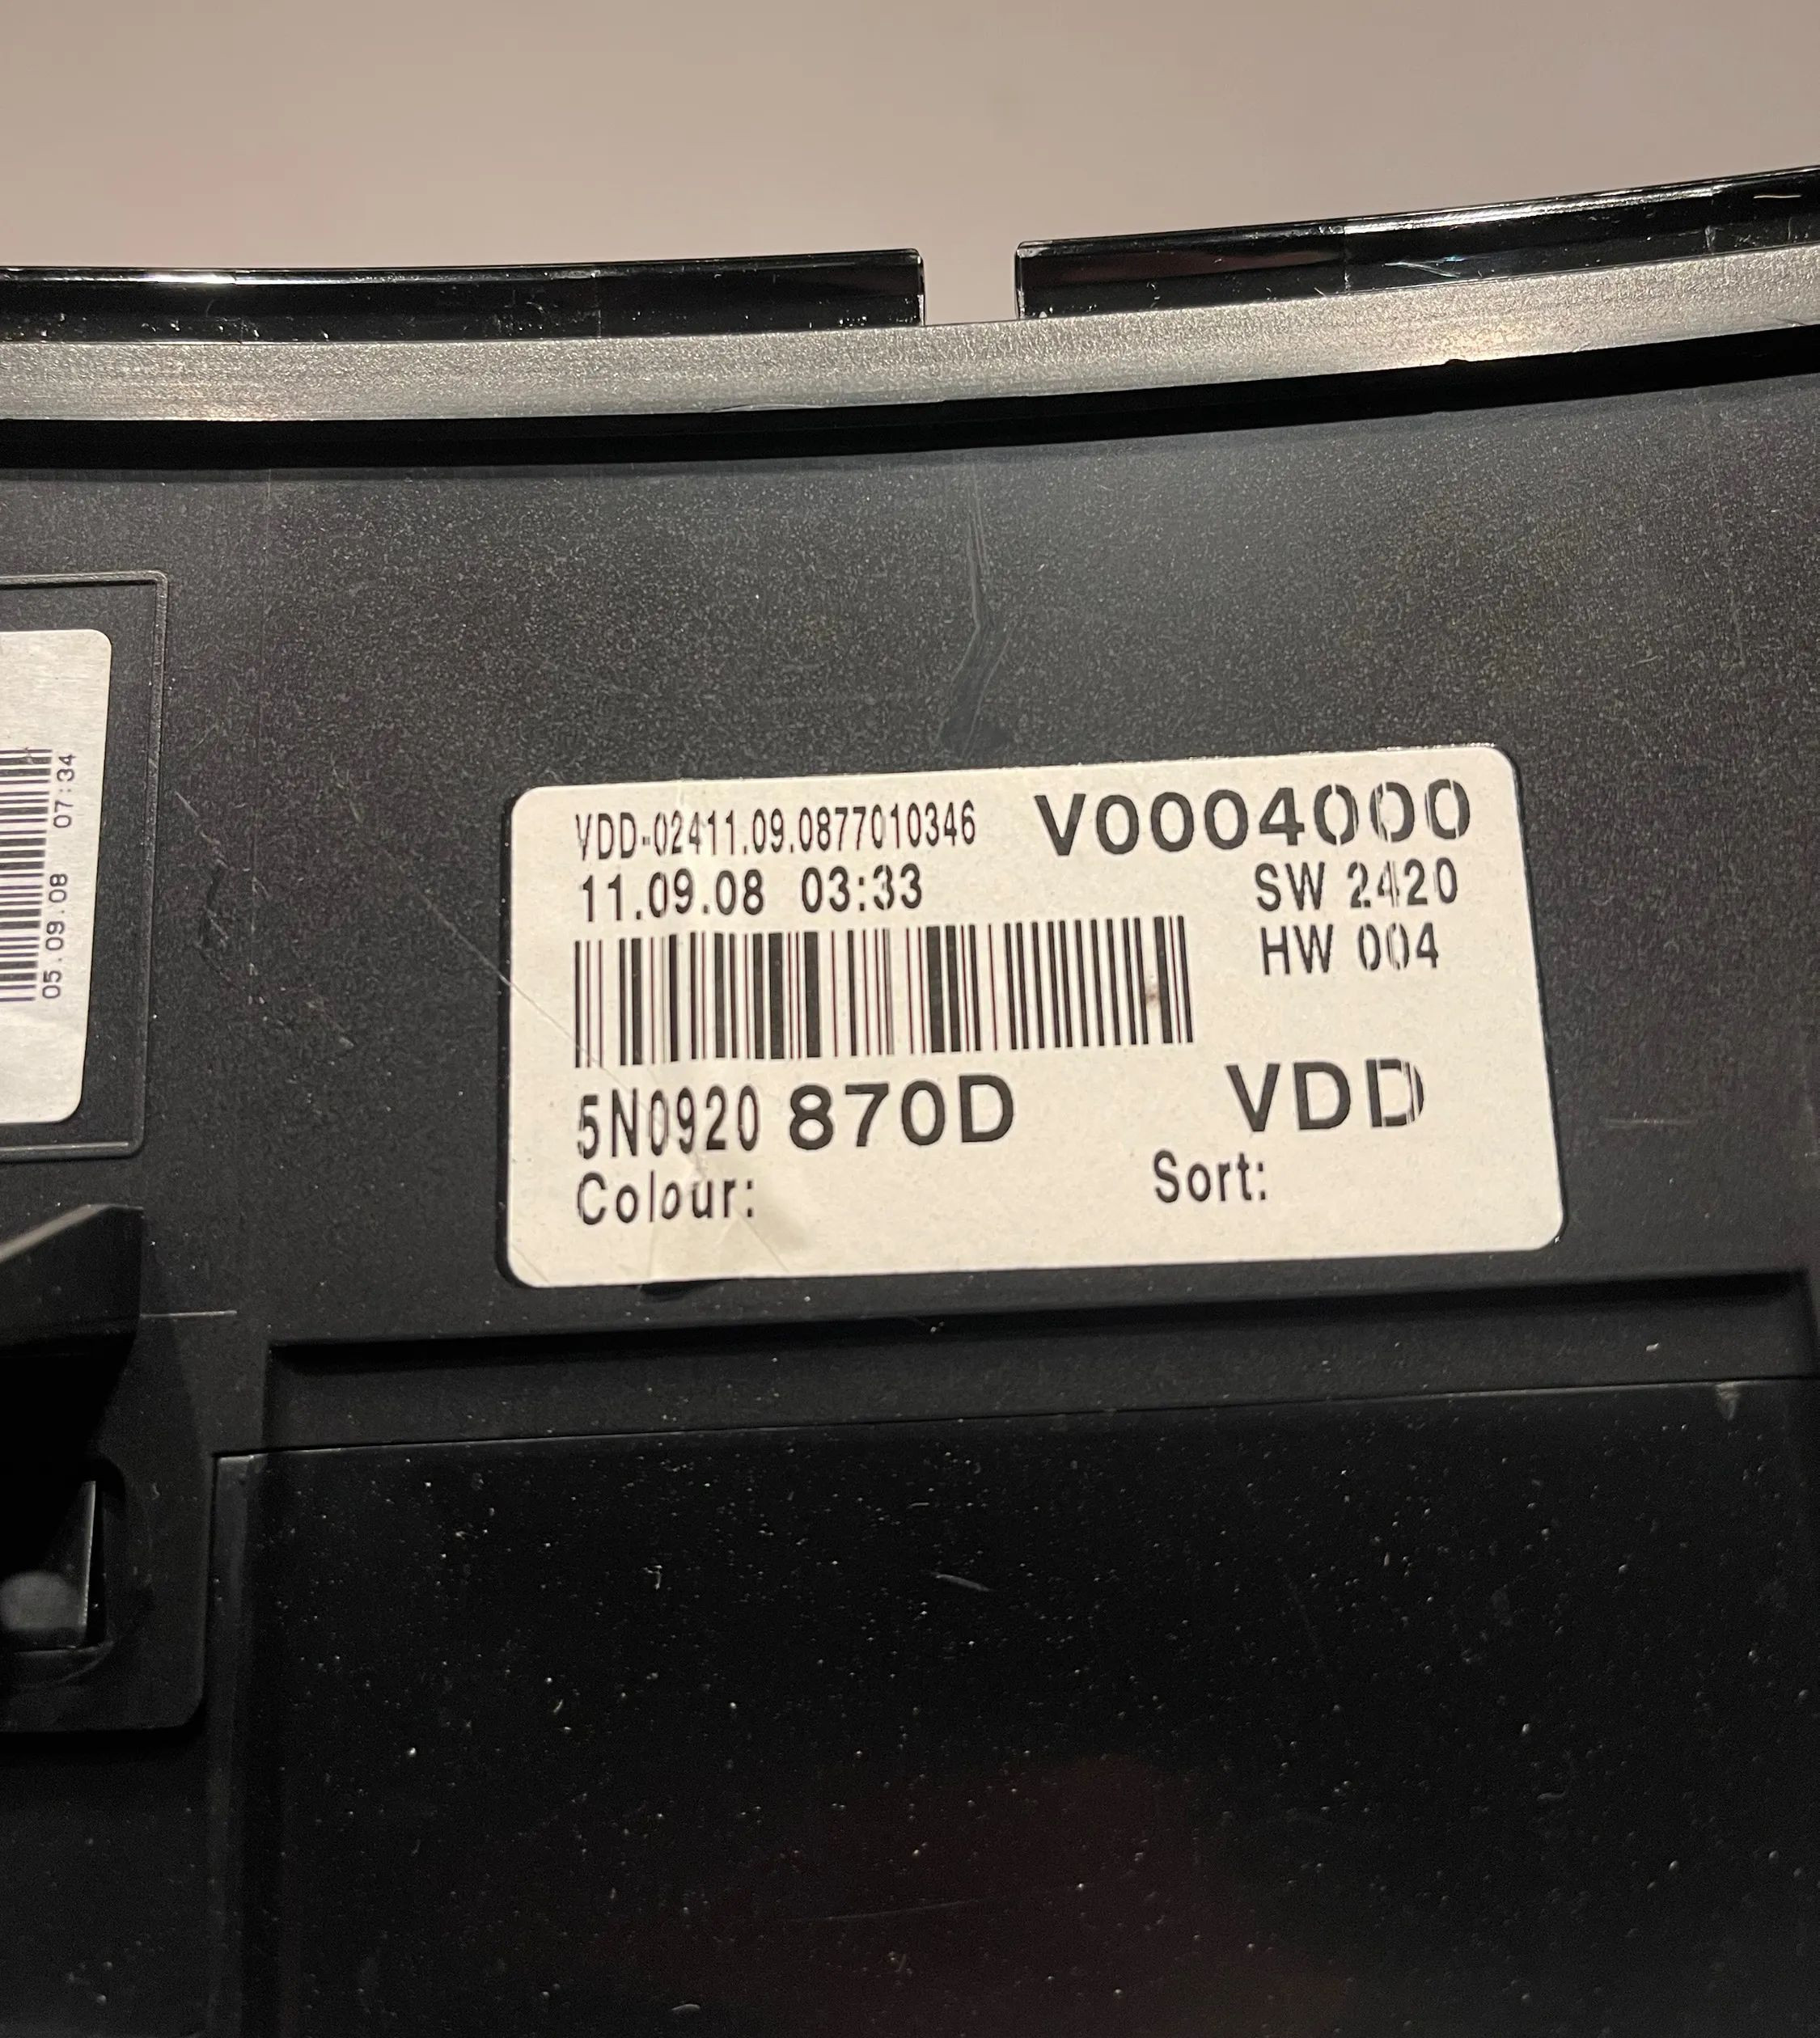 05.09.08 07:34
VDD-02411.09.0877010346 V0004000
11.09.08 03:33 SW 2420
HW 004
5N0920 870D VDD
Colour: Sort: